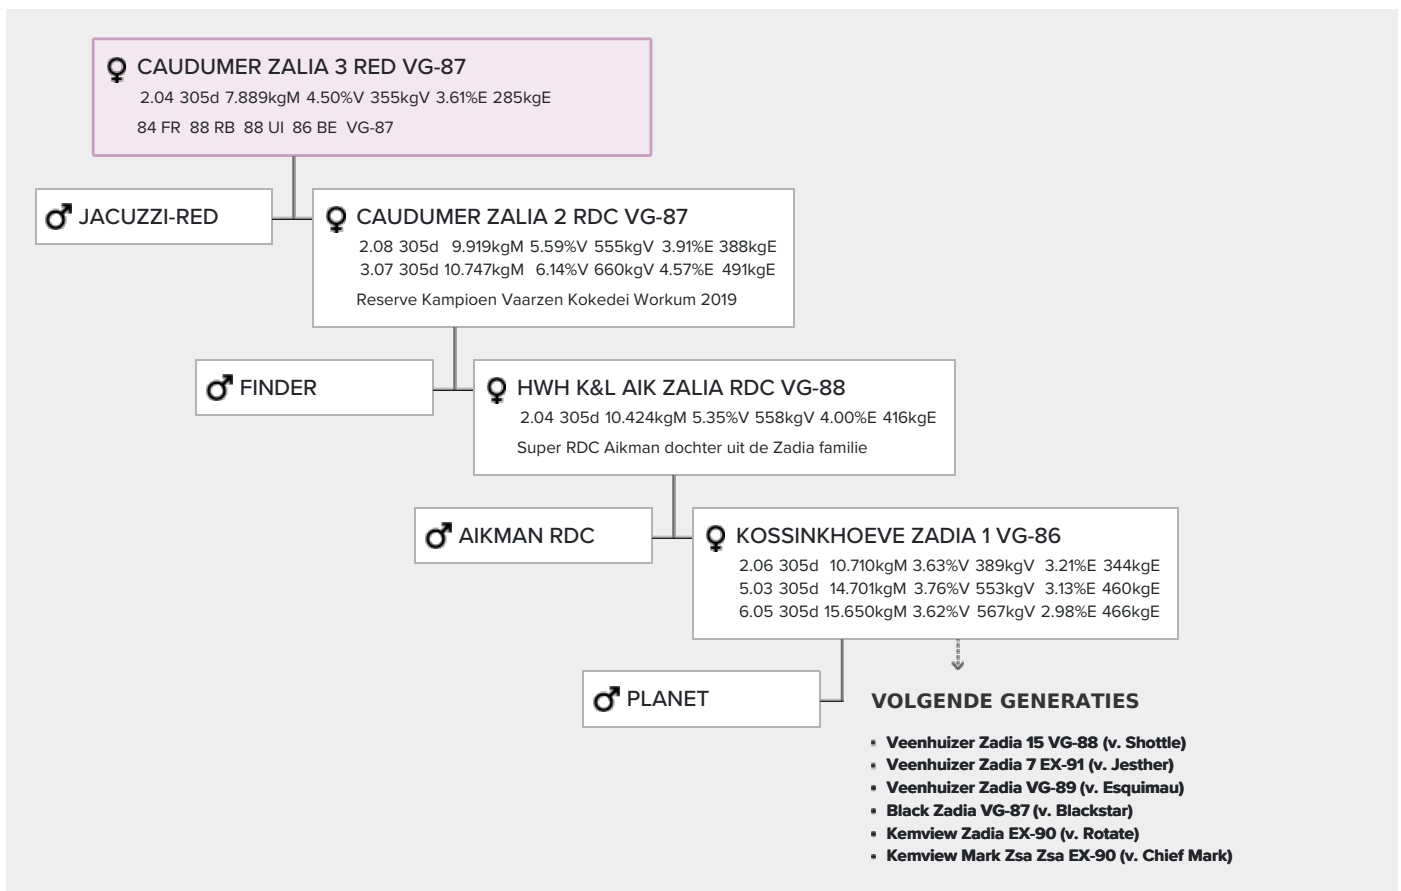 CAUDUMER ZALIA 3 RED VG-87
2.04 305d 7.889kgM 4.50%V 355kgV 3.61%E 285kgE
84 FR 88 RB 88 UI 86 BE VG-87
JACUZZI-RED
CAUDUMER ZALIA 2 RDC VG-87
2.08 305d 9.919kgM 5.59%V 555kgV 3.91%E 388kgE
3.07 305d 10.747kgM 6.14%V 660kgV 4.57%E 491kgE
Reserve Kampioen Vaarzen Kokedei Workum 2019
FINDER
HWH K&L AIK ZALIA RDC VG-88
2.04 305d 10.424kgM 5.35%V 558kgV 4.00%E 416kgE
Super RDC Aikman dochter uit de Zadia familie
AIKMAN RDC
KOSSINKHOEVE ZADIA 1 VG-86
2.06 305d 10.710kgM 3.63%V 389kgV 3.21%E 344kgE
5.03 305d 14.701kgM 3.76%V 553kgV 3.13%E 460kgE
6.05 305d 15.650kgM 3.62%V 567kgV 2.98%E 466kgE
PLANET
VOLGENDE GENERATIES
Veenhuizer Zadia 15 VG-88 (v. Shottle)
Veenhuizer Zadia 7 EX-91 (v. Jesther)
Veenhuizer Zadia VG-89 (v. Esquimau)
Black Zadia VG-87 (v. Blackstar)
Kemview Zadia EX-90 (v. Rotate)
Kemview Mark Zsa Zsa EX-90 (v. Chief Mark)